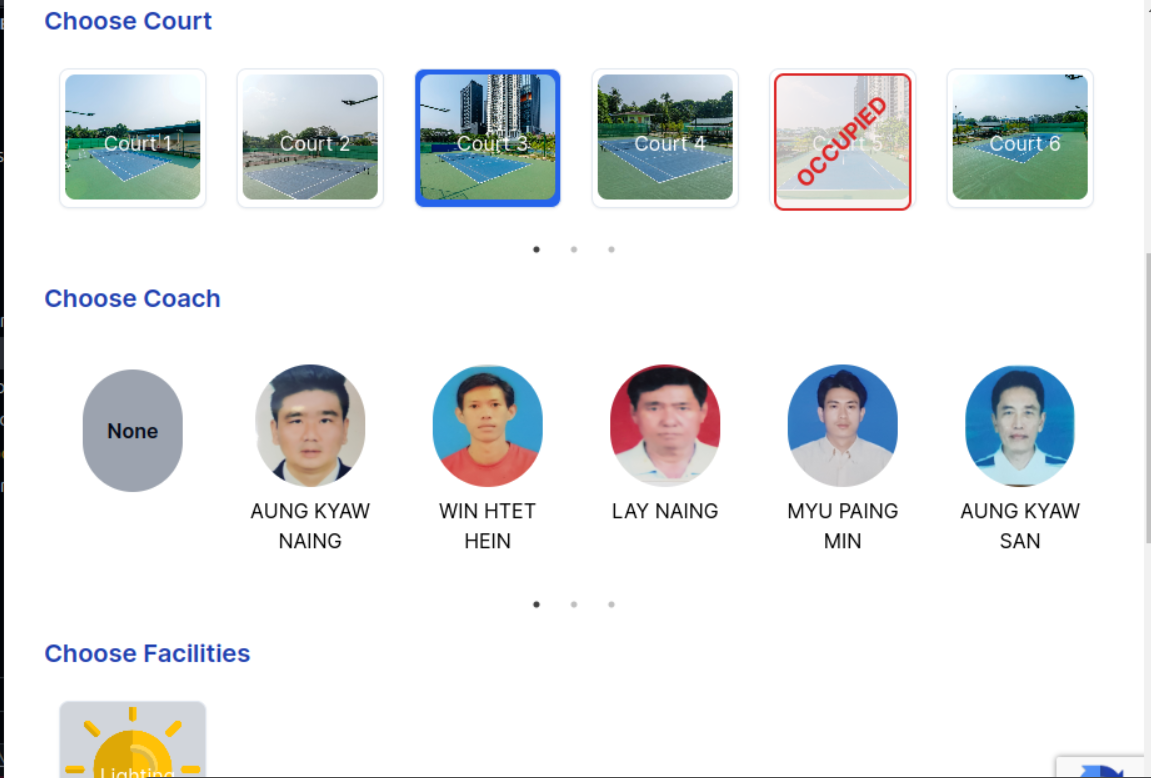 Choose Court
Court 1
Court 2
Court 3
Court 4
Court 5
OCCUPIED
Court 6
Choose Coach
None
AUNG KYAW
NAING
WIN HTET
HEIN
LAY NAING
MYU PAING
MIN
AUNG KYAW
SAN
Choose Facilities
Lighting